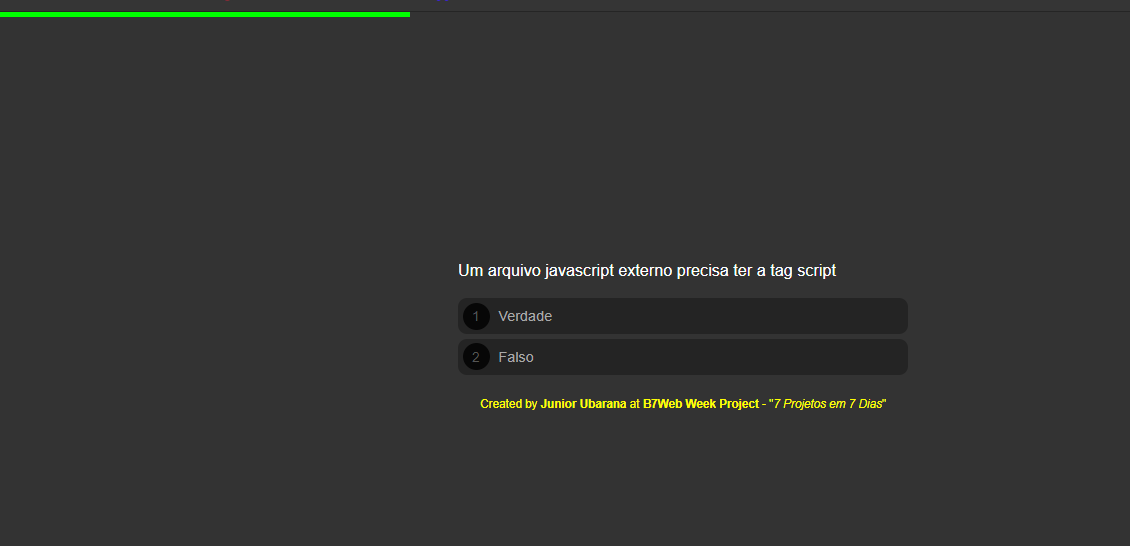 Um arquivo javascript externo precisa ter a tag script
1 Verdade
2 Falso
Created by Junior Ubarana at B7Web Week Project - "7 Projetos em 7 Dias"